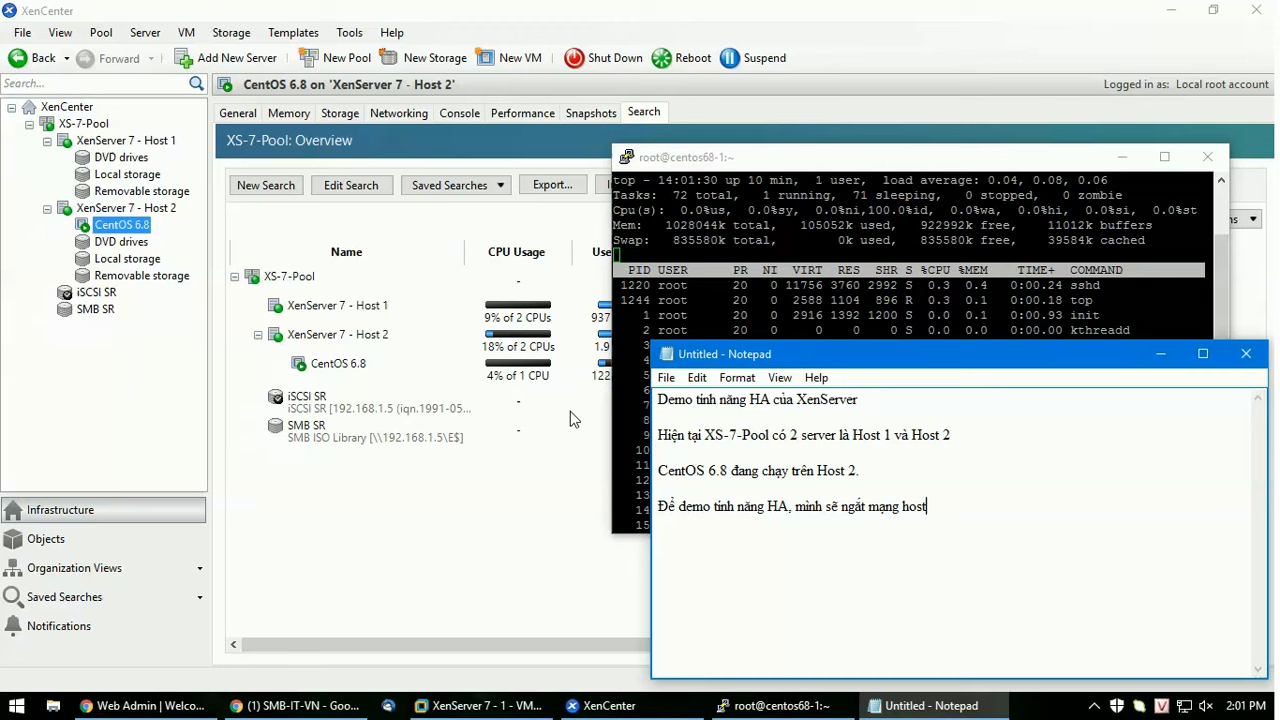 XenCenter
File View Pool Server VM Storage Templates Tools Help
Back Forward Add New Server New Pool New Storage New VM Shut Down Reboot Suspend
Search...
CentOS 6.8 on 'XenServer 7 - Host 2'
Logged in as: Local root account
XenCenter
XS-7-Pool
XenServer 7 - Host 1
DVD drives
Local storage
Removable storage
XenServer 7 - Host 2
CentOS 6.8
DVD drives
Local storage
Removable storage
iSCSI SR
SMB SR
Infrastructure
Objects
Organization Views
Saved Searches
Notifications
General Memory Storage Networking Console Performance Snapshots Search
XS-7-Pool: Overview
New Search Edit Search Saved Searches Export...
Name CPU Usage
XS-7-Pool -
XenServer 7 - Host 1
9% of 2 CPUs 937
XenServer 7 - Host 2
18% of 2 CPUs 1.9
CentOS 6.8
4% of 1 CPU 122
iSCSI SR -
iSCSI SR [192.168.1.5 (iqn.1991-05...
SMB SR -
SMB ISO Library [\\192.168.1.5\E$]
root@centos68-1:~
top - 14:01:30 up 10 min, 1 user, load average: 0.04, 0.08, 0.06
Tasks: 72 total, 1 running, 71 sleeping, 0 stopped, 0 zombie
Cpu(s): 0.0%us, 0.0%sy, 0.0%ni,100.0%id, 0.0%wa, 0.0%hi, 0.0%si, 0.0%st
Mem: 1028044k total, 105052k used, 922992k free, 11012k buffers
Swap: 835580k total, 0k used, 835580k free, 39584k cached
PID USER PR NI VIRT RES SHR S %CPU %MEM TIME+ COMMAND
1220 root 20 0 11756 3760 2992 S 0.3 0.4 0:00.24 sshd
1244 root 20 0 2588 1104 896 R 0.3 0.1 0:00.18 top
1 root 20 0 2916 1392 1200 S 0.0 0.1 0:00.93 init
2 root 20 0 0 0 0 S 0.0 0.0 0:00.00 kthreadd
3
4
5
6
7
8
9
10
11
12
13
14
15
Untitled - Notepad
File Edit Format View Help
Demo tính năng HA của XenServer
Hiện tại XS-7-Pool có 2 server là Host 1 và Host 2
CentOS 6.8 đang chạy trên Host 2.
Để demo tính năng HA, mình sẽ ngắt mạng host
Web Admin | Welco... SMB-IT-VN - Goog... XenServer 7 - 1 - VM... XenCenter root@centos68-1:~ Untitled - Notepad 2:01 PM